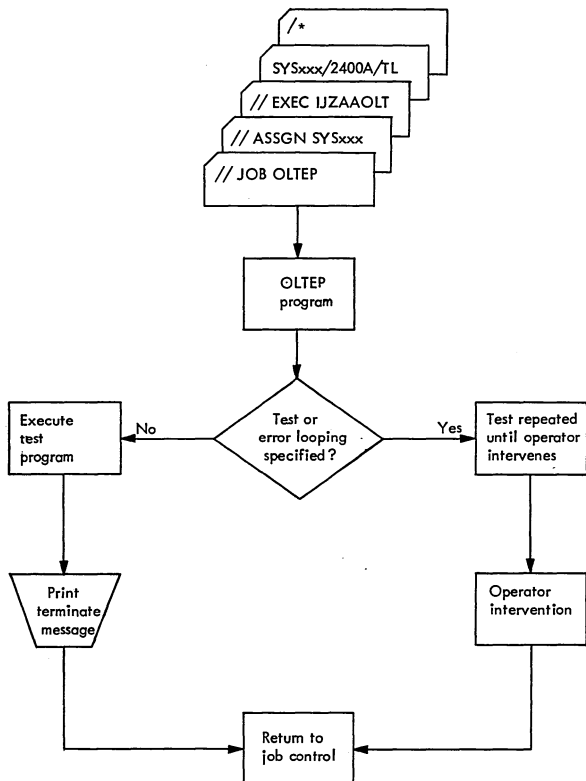 /*
SYSxxx/2400A/TL
// EXEC IJZAAOLT
// ASSGN SYSxxx
// JOB OLTEP
OLTEP
program
Test or
error looping
specified?
No
Yes
Execute
test
program
Test repeated
until operator
intervenes
Print
terminate
message
Operator
intervention
Return to
job control